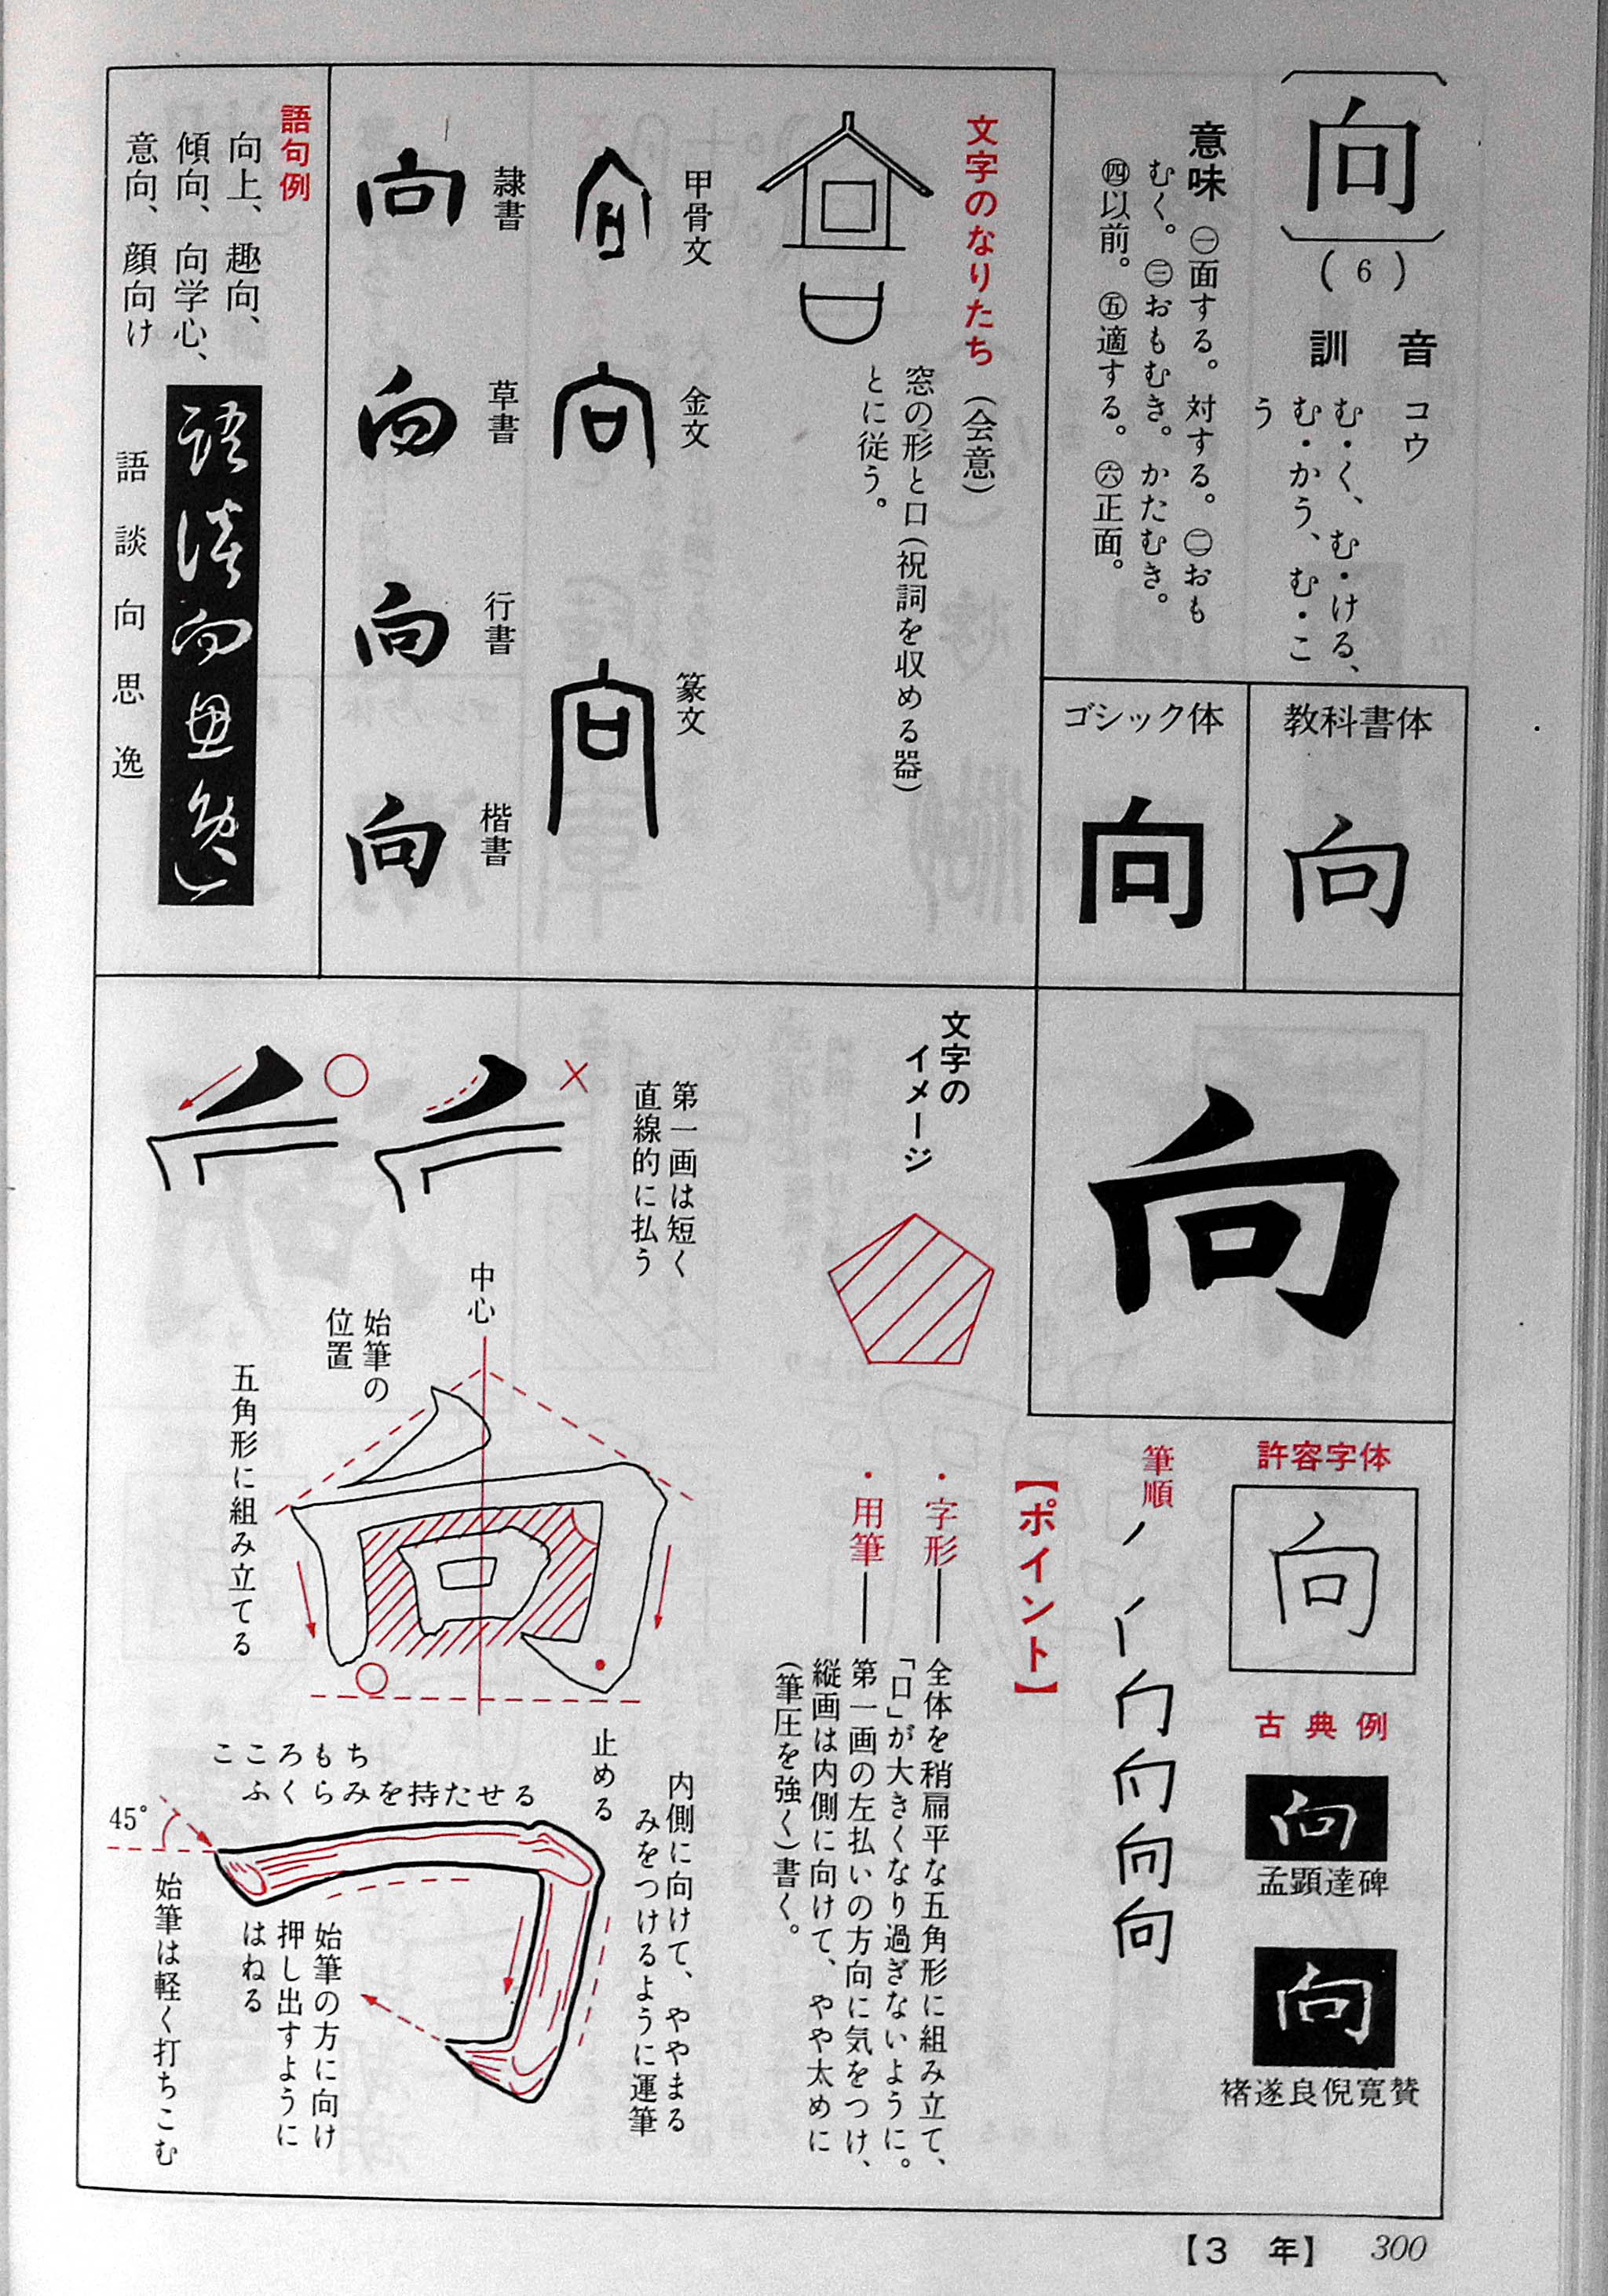 向
(6)
音 コウ
訓 む・く、む・ける、
む・かう、む・こ
う
意味 ㊀面する。対する。㊁おも
むく。㊂おもむき。かたむき。
㊃以前。㊄適する。㊅正面。
教科書体
向
ゴシック体
向
文字のなりたち（会意）
窓の形と口（祝詞を収める器）
とに従う。
甲骨文
金文
篆文
隷書
向
草書
向
行書
向
楷書
向
語句例
向上、趣向、
傾向、向学心、
意向、顔向け
語談向思逸
語談向思逸
向
許容字体
向
古典例
向
孟顕達碑
向
褚遂良倪寛賛
筆順
向
【ポイント】
・字形──全体を稍扁平な五角形に組み立て、
「口」が大きくなり過ぎないように。
・用筆──第一画の左払いの方向に気をつけ、
縦画は内側に向けて、やや太めに
（筆圧を強く）書く。
文字の
イメージ
第一画は短く
直線的に払う
×
○
中心
始筆の
位置
五角形に組み立てる
止める
内側に向けて、ややまる
みをつけるように運筆
こころもち
ふくらみを持たせる
45°
始筆の方に向け
押し出すように
はねる
始筆は軽く打ちこむ
【3 年】 300